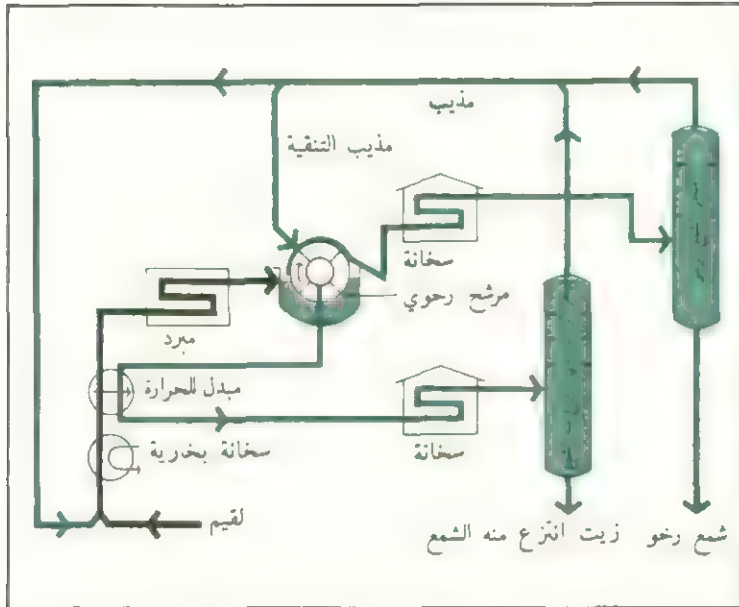 مذيب
مذيب التنقية
سخانة
مرشح رحوي
مبرد
مبدل للحرارة
سخانة بخارية
سخانة
لقيم
زيت انتزع منه الشمع
شمع رخو